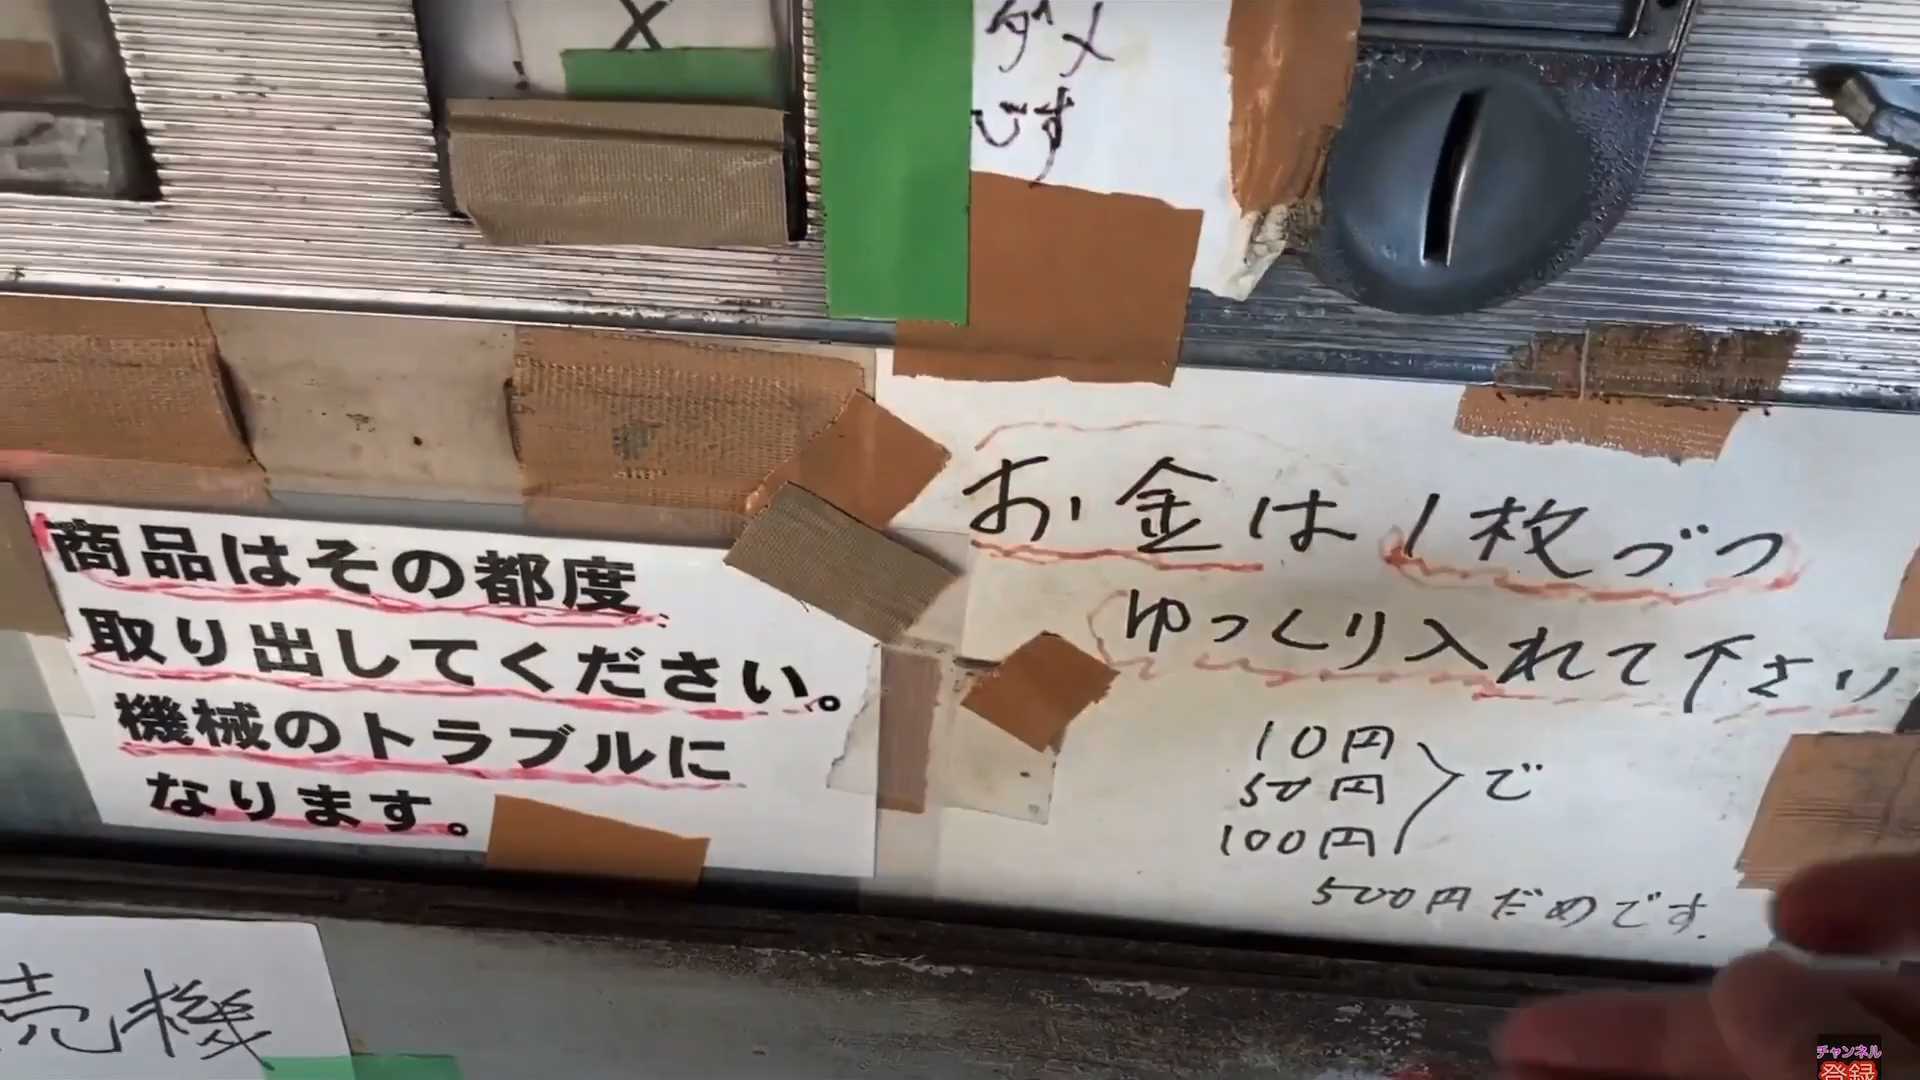 X
ダメ
です
商品はその都度
取り出してください。
機械のトラブルに
なります。
お金は1枚づつ
ゆっくり入れて下さい
10円
50円
100円
で
500円だめです.
売機
チャンネル
登録